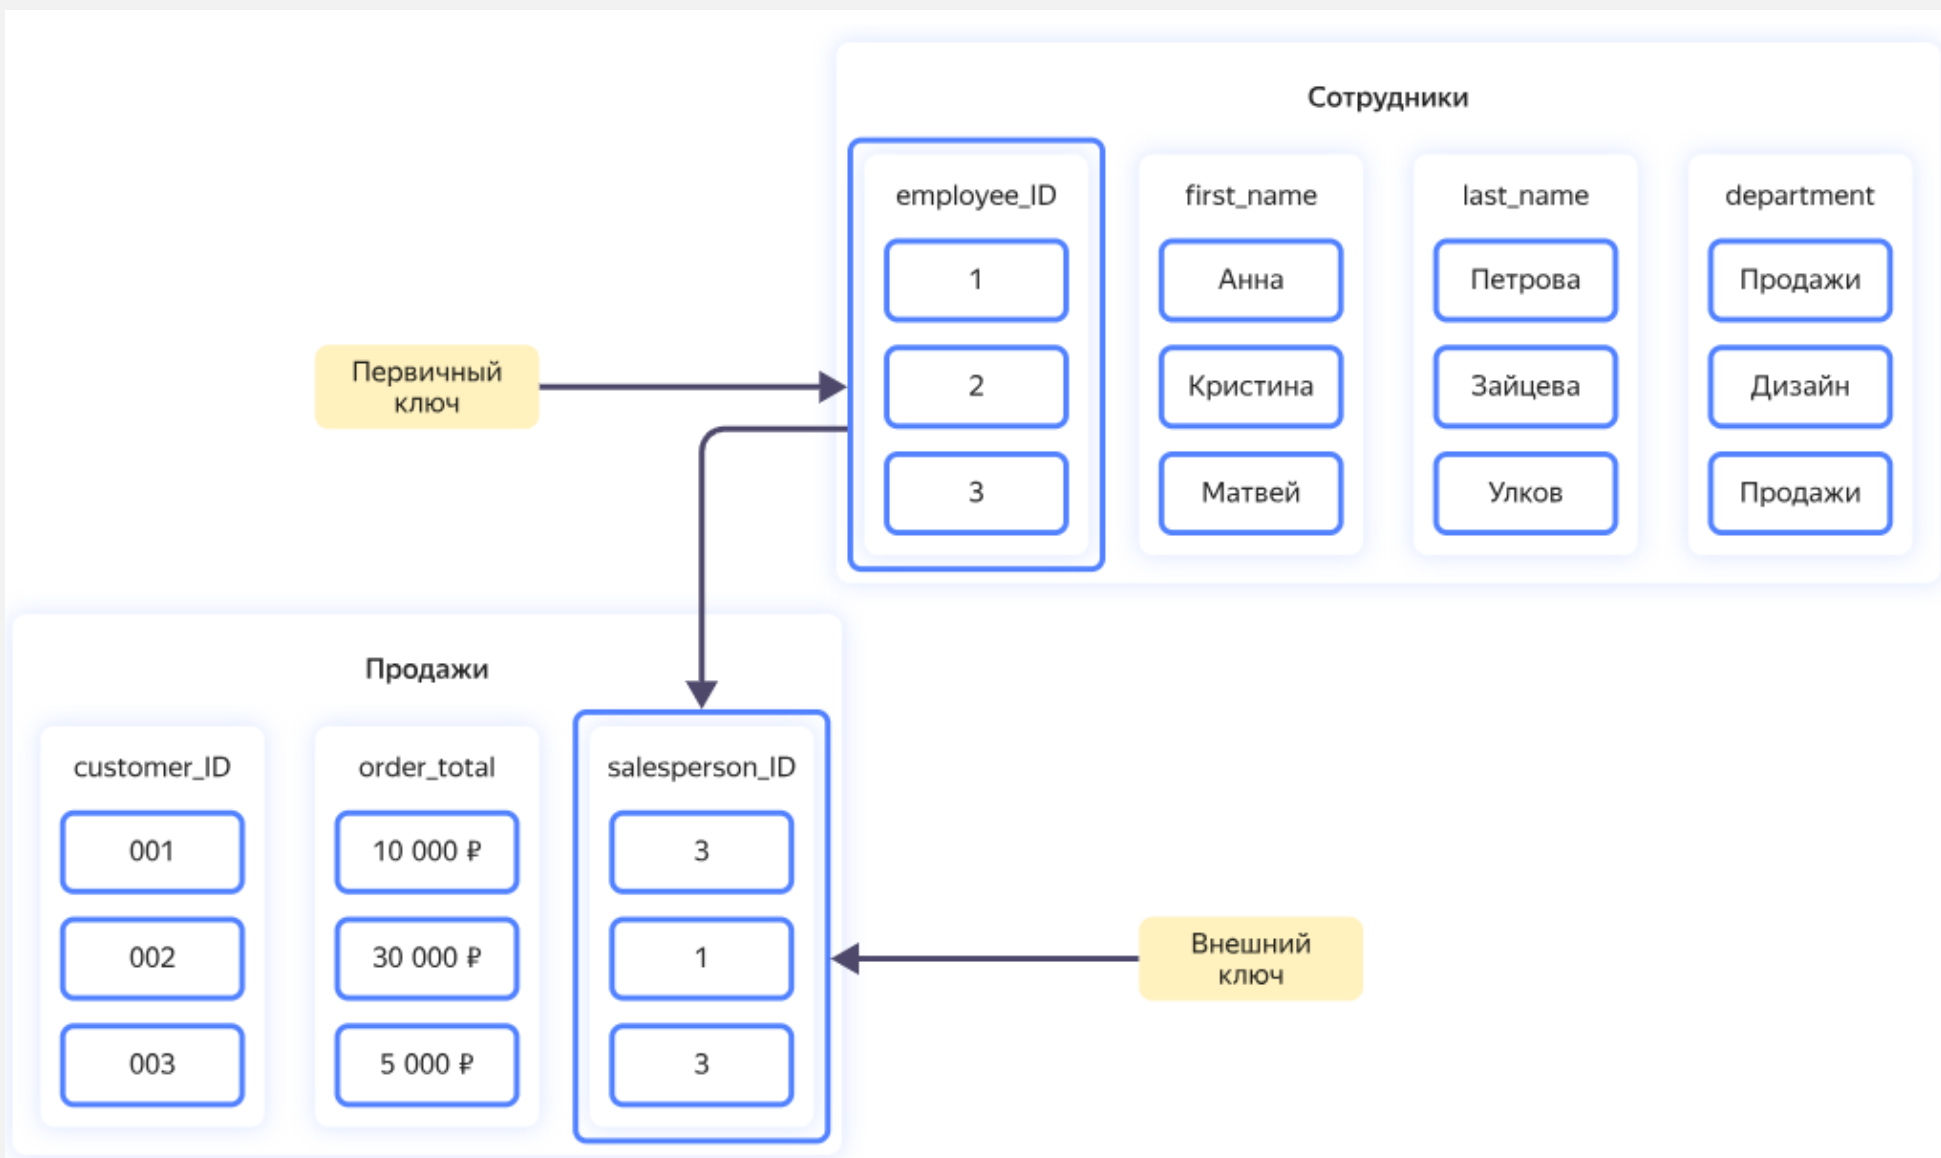 Сотрудники
employee_ID first_name last_name department
1 Анна Петрова Продажи
Первичный
ключ
2 Кристина Зайцева Дизайн
3 Матвей Улков Продажи
Продажи
customer_ID order_total salesperson_ID
001 10 000 ₽ 3
002 30 000 ₽ 1
Внешний
ключ
003 5 000 ₽ 3